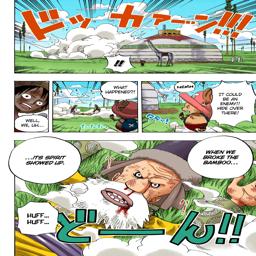 ドッカァーン!!!
!!
WHAT
HAPPENED?!
IT COULD
BE AN
ENEMY!!
HIDE OVER
THERE!
WELL,
WE, UH...
WHEN WE
BROKE THE
BAMBOO...
...ITS SPIRIT
SHOWED UP.
HUFF...
HUFF...
どーーん!!